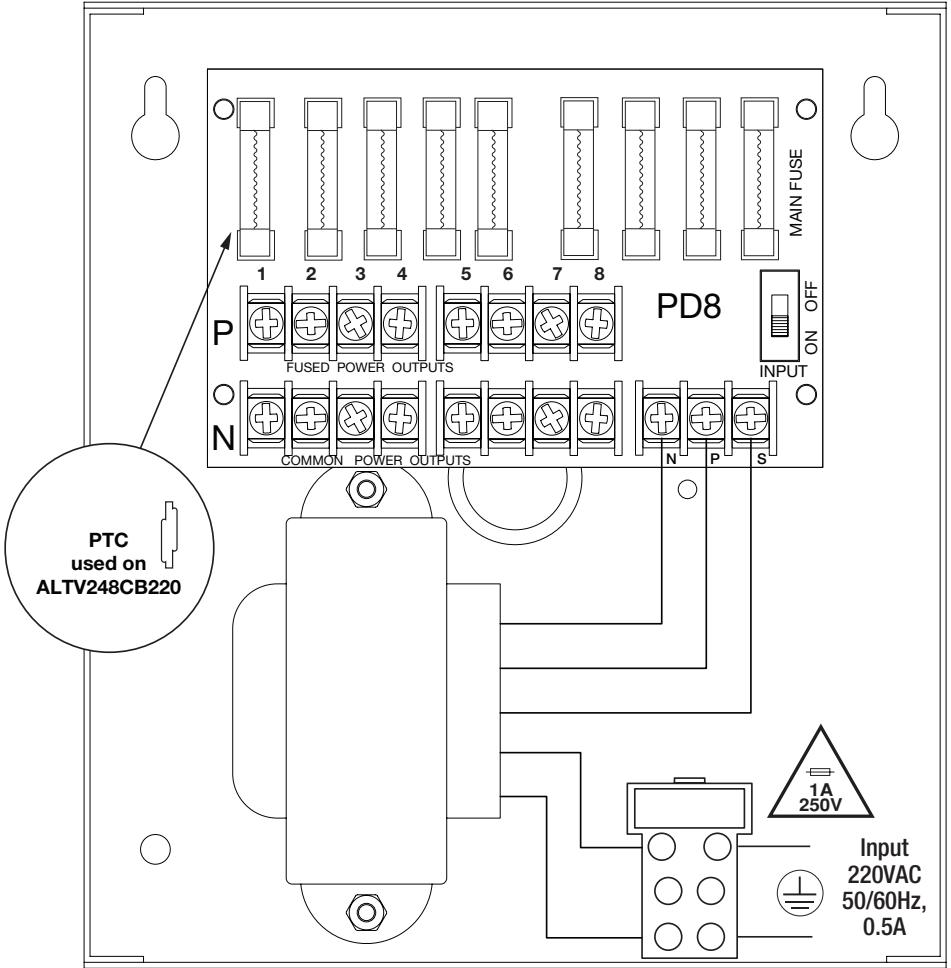 MAIN FUSE
1 2 3 4 5 6 7 8
P
PD8
ON OFF
FUSED POWER OUTPUTS
INPUT
N
COMMON POWER OUTPUTS
N P S
PTC
used on
ALTV248CB220
1A
250V
Input
220VAC
50/60Hz,
0.5A